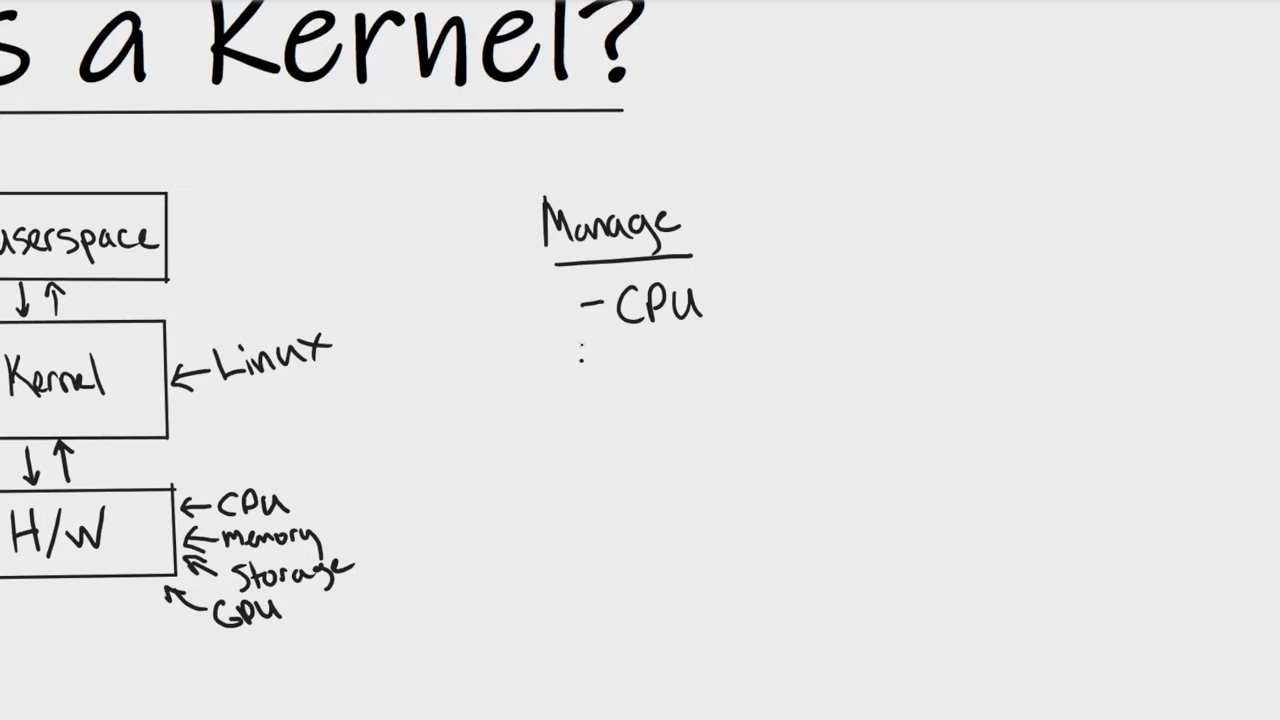 s a Kernel?
userspace
Kernel
Linux
H/W
CPU
memory
Storage
GPU
Manage
- CPU